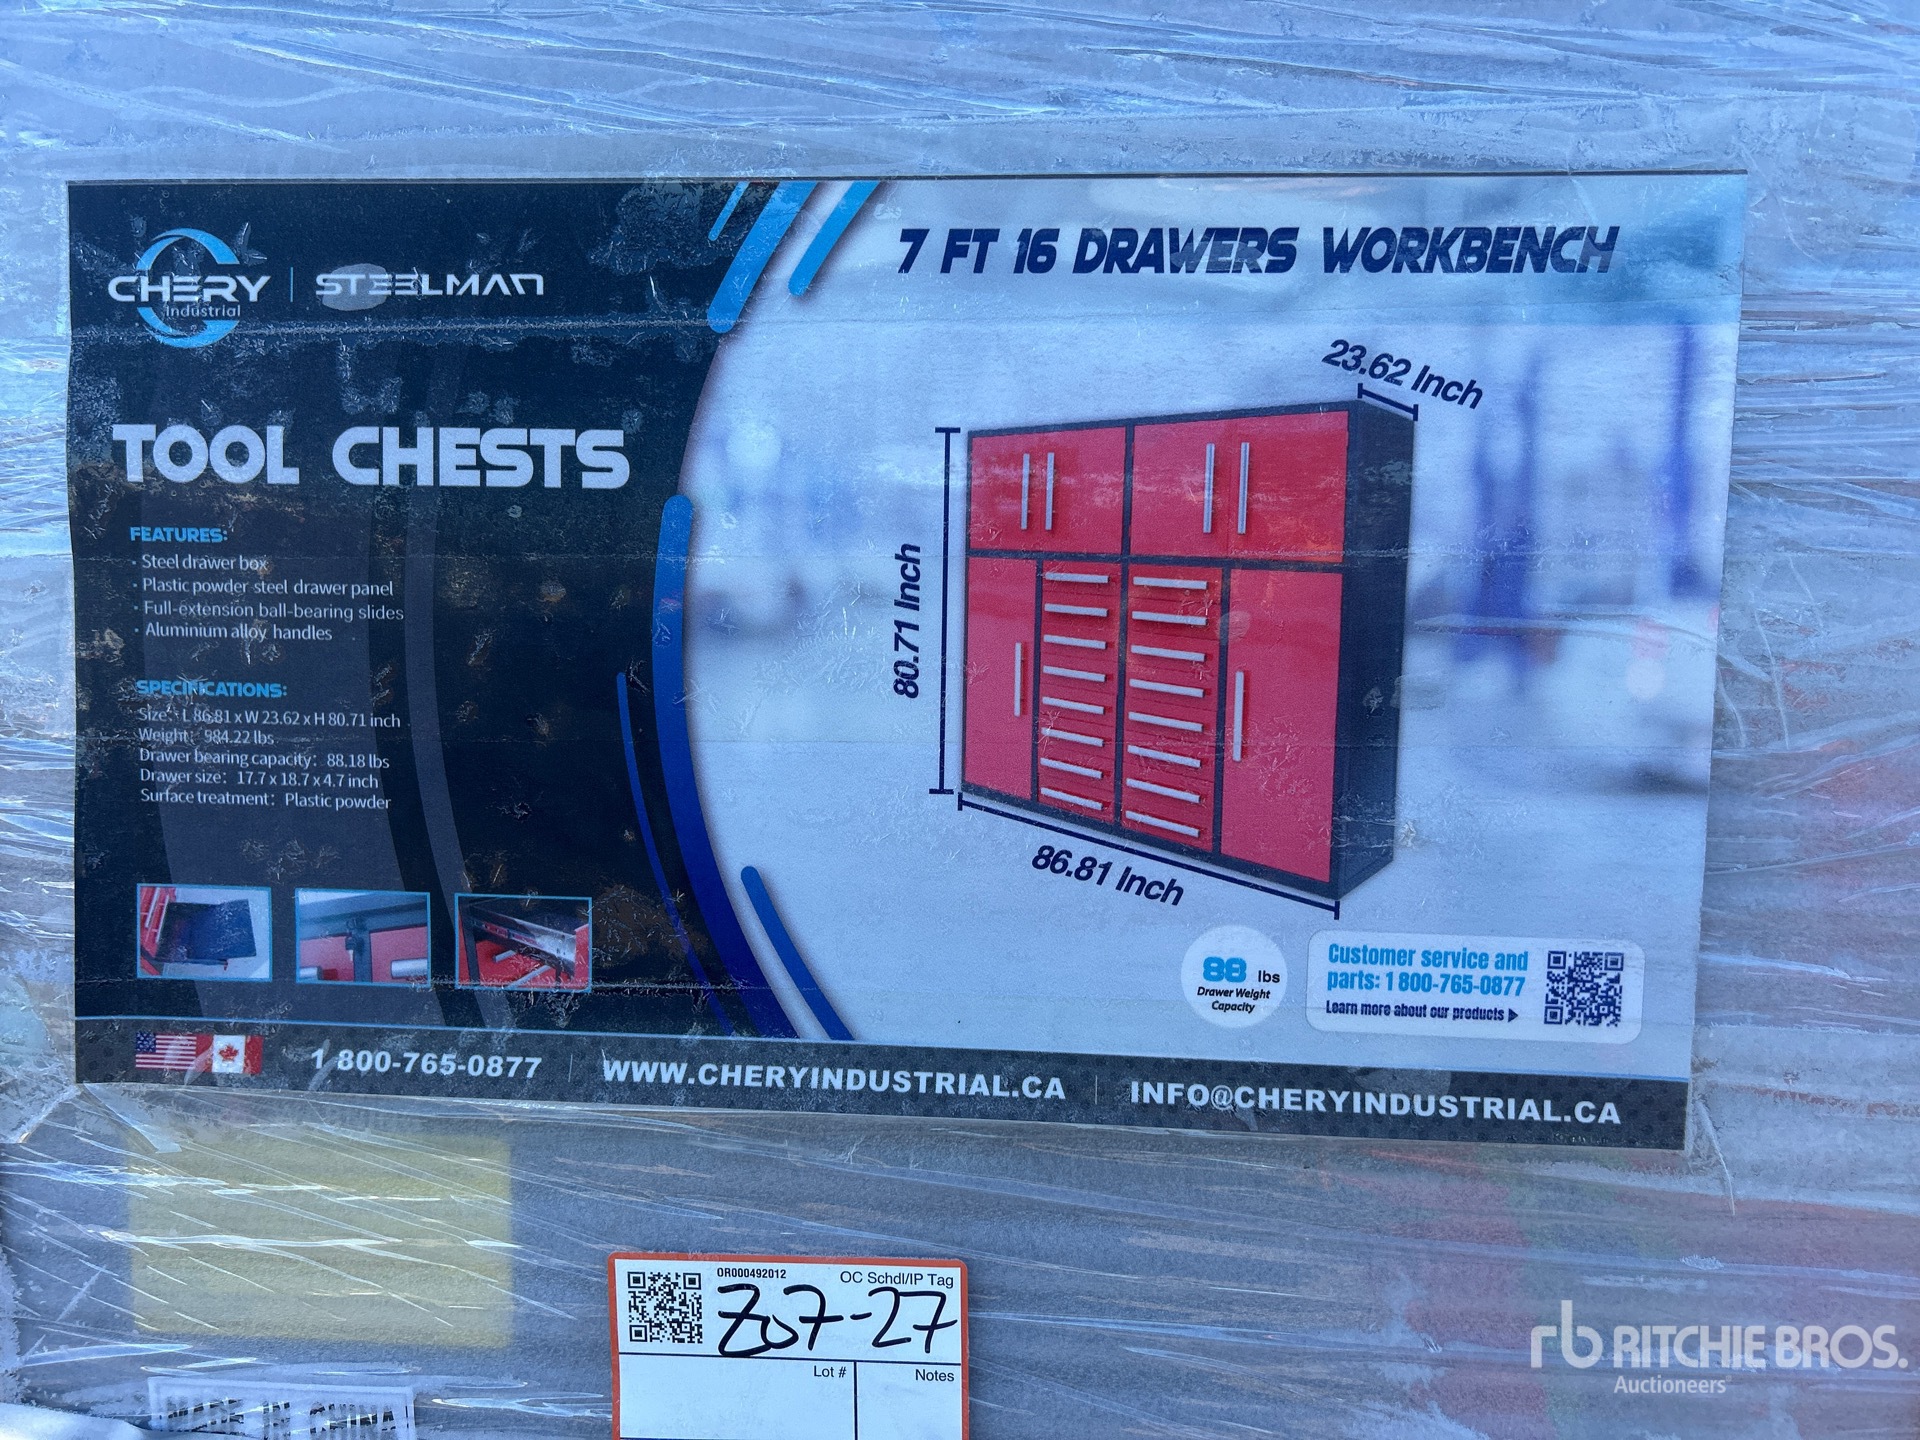 CHERY
Industrial
STEELMAN
TOOL CHESTS
FEATURES:
· Steel drawer box
· Plastic powder steel drawer panel
· Full-extension ball-bearing slides
· Aluminium alloy handles
SPECIFICATIONS:
Size: L 86.81 x W 23.62 x H 80.71 inch
Weight: 984.22 lbs
Drawer bearing capacity: 88.18 lbs
Drawer size: 17.7 x 18.7 x 4.7 inch
Surface treatment: Plastic powder
7 FT 16 DRAWERS WORKBENCH
23.62 Inch
80.71 Inch
86.81 Inch
88 lbs
Drawer Weight
Capacity
Customer service and
parts: 1 800-765-0877
Learn more about our products ▶
1 800-765-0877 | WWW.CHERYINDUSTRIAL.CA | INFO@CHERYINDUSTRIAL.CA
OR000492012
OC Schdl/IP Tag
Z07-27
Lot #
Notes
MADE IN CHINA
rb RITCHIE BROS.
Auctioneers